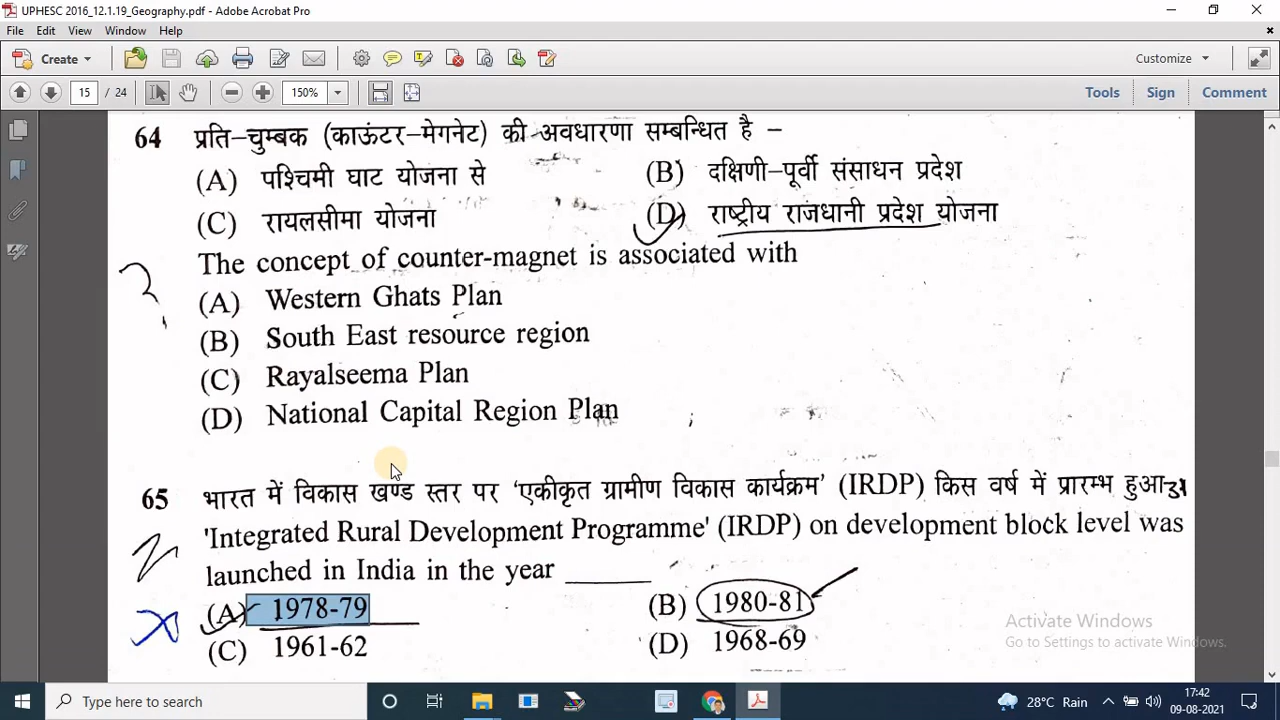 UPHESC 2016_12.1.19_Geography.pdf - Adobe Acrobat Pro
File Edit View Window Help
Create Customize
15 / 24 150% Tools Sign Comment
64 प्रति-चुम्बक (काऊंटर-मेगनेट) की अवधारणा सम्बन्धित है –
(A) पश्चिमी घाट योजना से (B) दक्षिणी-पूर्वी संसाधन प्रदेश
(C) रायलसीमा योजना (D) राष्ट्रीय राजधानी प्रदेश योजना
The concept of counter-magnet is associated with
(A) Western Ghats Plan
(B) South East resource region
(C) Rayalseema Plan
(D) National Capital Region Plan
65 भारत में विकास खण्ड स्तर पर 'एकीकृत ग्रामीण विकास कार्यक्रम' (IRDP) किस वर्ष में प्रारम्भ हुआ
'Integrated Rural Development Programme' (IRDP) on development block level was
launched in India in the year ______
(A) 1978-79 (B) 1980-81
(C) 1961-62 (D) 1968-69
Activate Windows
Go to Settings to activate Windows.
Type here to search 28°C Rain 17:42
09-08-2021